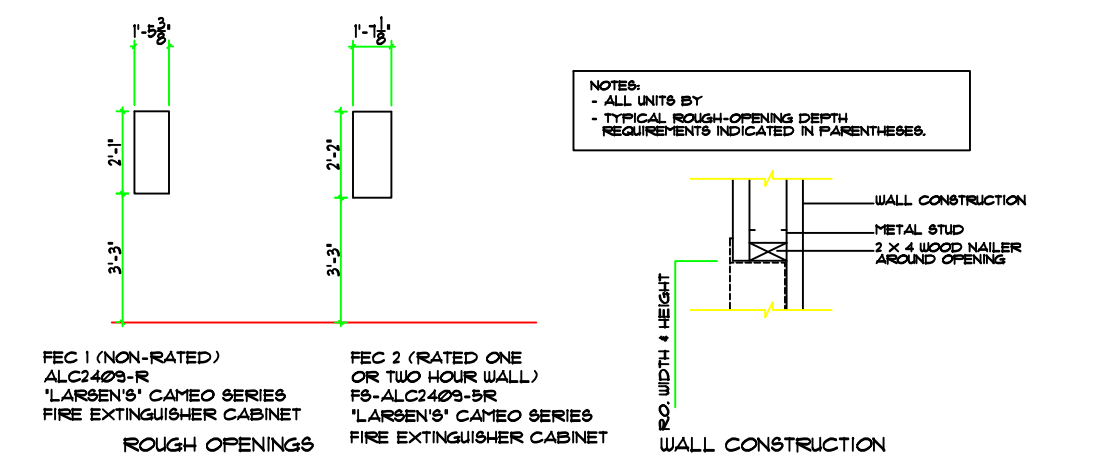 1'-5 3/8"
1'-7 1/8"
2'-1"
3'-3"
2'-2"
3'-3"
FEC 1 (NON-RATED)
ALC2409-R
"LARSEN'S" CAMEO SERIES
FIRE EXTINGUISHER CABINET
FEC 2 (RATED ONE
OR TWO HOUR WALL)
FS-ALC2409-5R
"LARSEN'S" CAMEO SERIES
FIRE EXTINGUISHER CABINET
ROUGH OPENINGS
NOTES:
- ALL UNITS BY
- TYPICAL ROUGH-OPENING DEPTH
REQUIREMENTS INDICATED IN PARENTHESES.
WALL CONSTRUCTION
METAL STUD
2 X 4 WOOD NAILER
AROUND OPENING
R.O. WIDTH & HEIGHT
WALL CONSTRUCTION